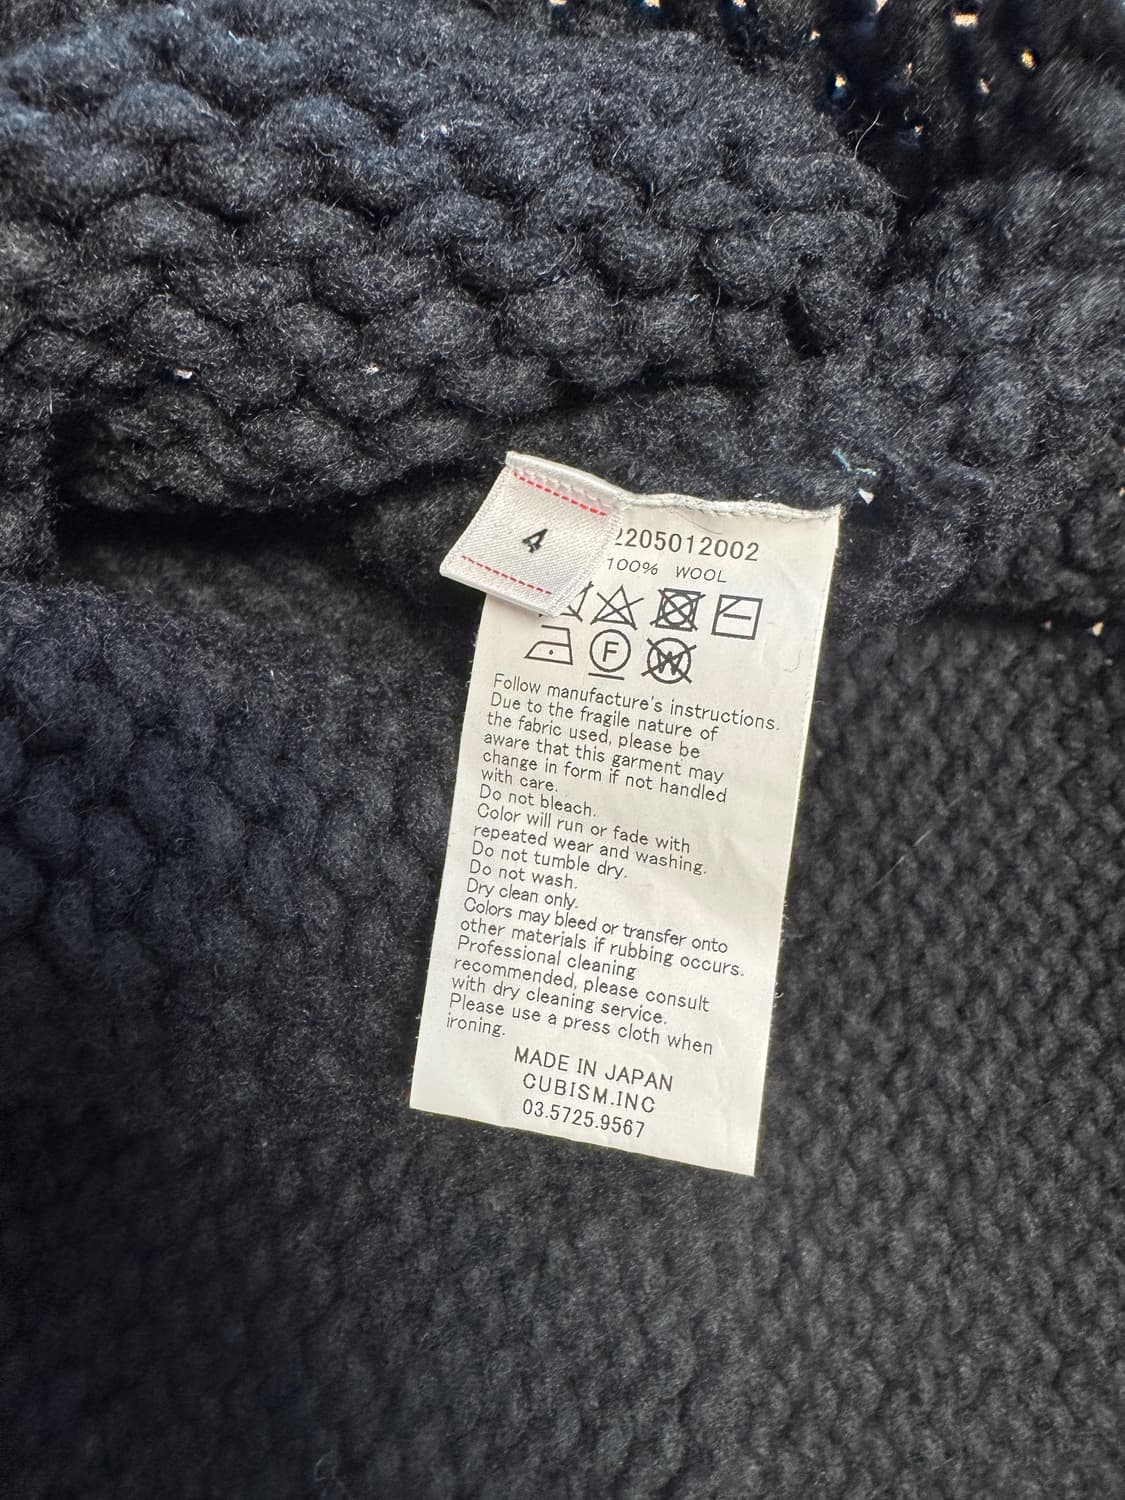 4
2205012002
100% WOOL
F
W
Follow manufacture's instructions.
Due to the fragile nature of
the fabric used, please be
aware that this garment may
change in form if not handled
with care.
Do not bleach.
Color will run or fade with
repeated wear and washing.
Do not tumble dry.
Do not wash.
Dry clean only.
Colors may bleed or transfer onto
other materials if rubbing occurs.
Professional cleaning
recommended, please consult
with dry cleaning service.
Please use a press cloth when
ironing.
MADE IN JAPAN
CUBISM.INC
03.5725.9567